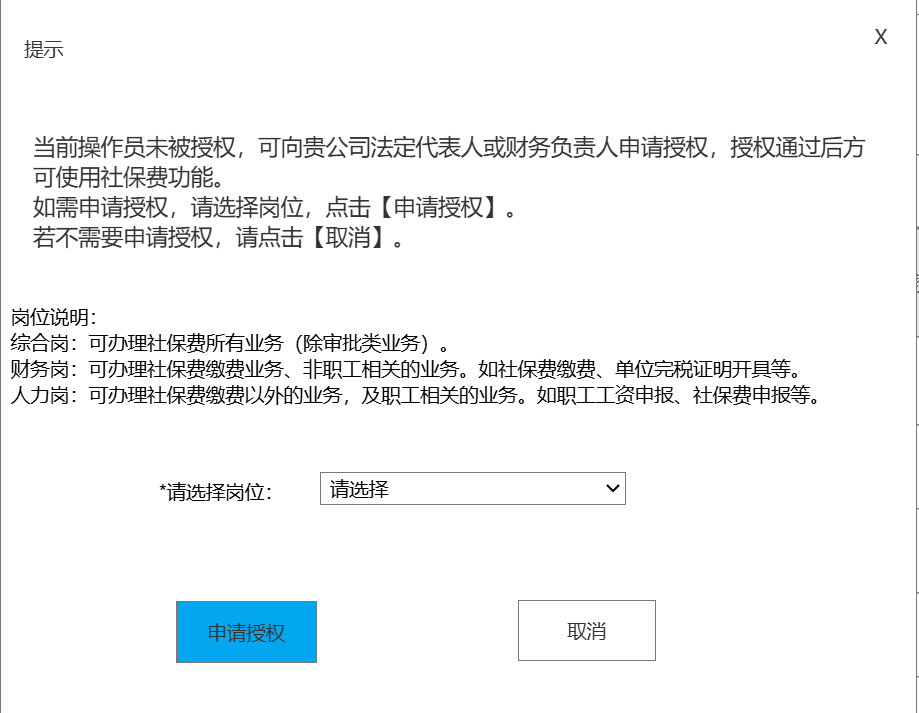 提示
X
当前操作员未被授权，可向贵公司法定代表人或财务负责人申请授权，授权通过后方
可使用社保费功能。
如需申请授权，请选择岗位，点击【申请授权】。
若不需要申请授权，请点击【取消】。
岗位说明：
综合岗：可办理社保费所有业务（除审批类业务）。
财务岗：可办理社保费缴费业务、非职工相关的业务。如社保费缴费、单位完税证明开具等。
人力岗：可办理社保费缴费以外的业务，及职工相关的业务。如职工工资申报、社保费申报等。
*请选择岗位： 请选择
申请授权 取消